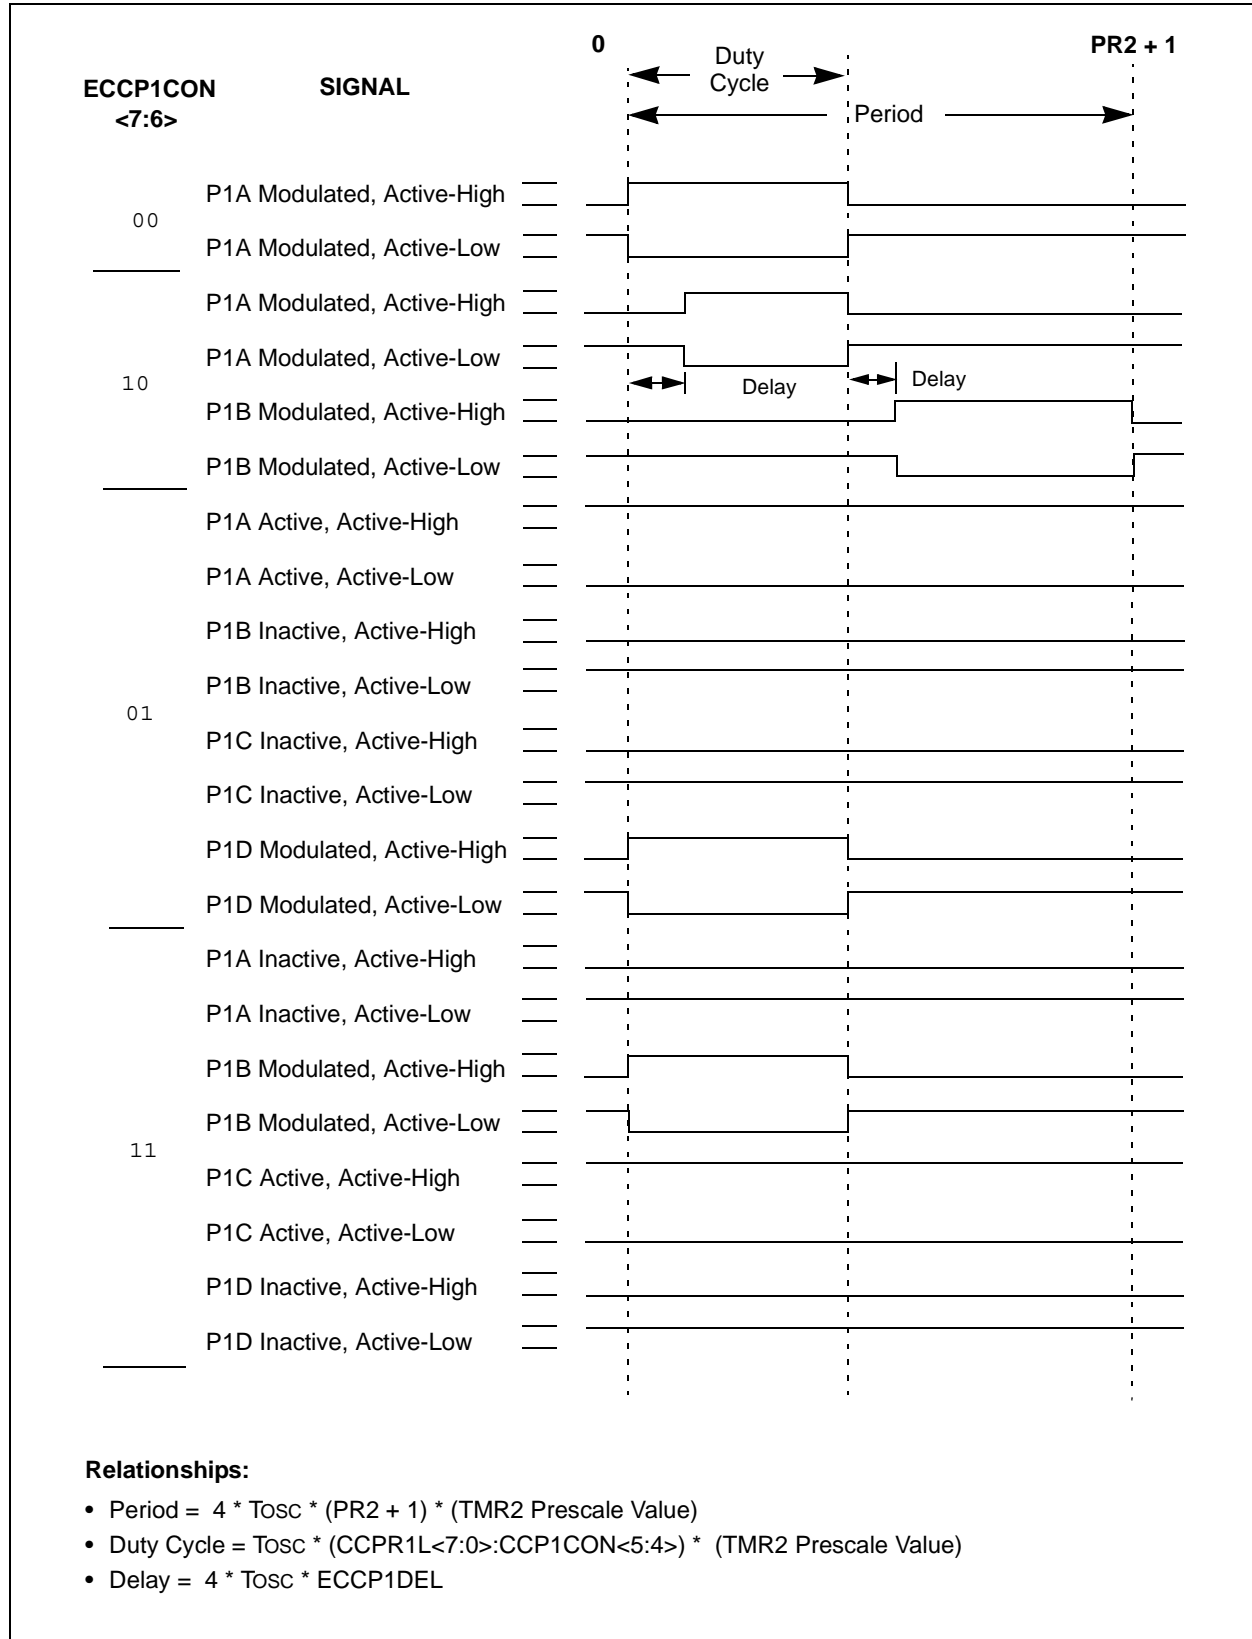 0
PR2 + 1
Duty
Cycle
ECCP1CON
<7:6>
SIGNAL
Period
00
P1A Modulated, Active-High
P1A Modulated, Active-Low
10
P1A Modulated, Active-High
P1A Modulated, Active-Low
Delay
Delay
P1B Modulated, Active-High
P1B Modulated, Active-Low
01
P1A Active, Active-High
P1A Active, Active-Low
P1B Inactive, Active-High
P1B Inactive, Active-Low
P1C Inactive, Active-High
P1C Inactive, Active-Low
P1D Modulated, Active-High
P1D Modulated, Active-Low
11
P1A Inactive, Active-High
P1A Inactive, Active-Low
P1B Modulated, Active-High
P1B Modulated, Active-Low
P1C Active, Active-High
P1C Active, Active-Low
P1D Inactive, Active-High
P1D Inactive, Active-Low
Relationships:
• Period = 4 * TOSC * (PR2 + 1) * (TMR2 Prescale Value)
• Duty Cycle = TOSC * (CCPR1L<7:0>:CCP1CON<5:4>) * (TMR2 Prescale Value)
• Delay = 4 * TOSC * ECCP1DEL